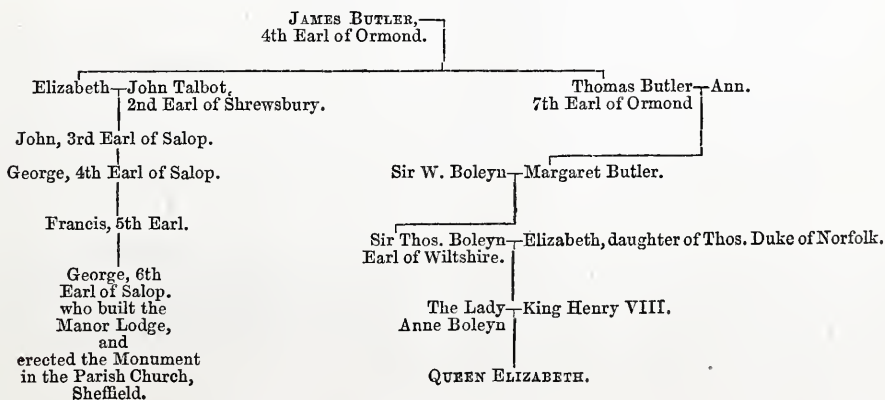 JAMES BUTLER,
4th Earl of Ormond.
Elizabeth John Talbot,
2nd Earl of Shrewsbury.
Thomas Butler Ann.
7th Earl of Ormond
John, 3rd Earl of Salop.
George, 4th Earl of Salop.
Sir W. Boleyn Margaret Butler.
Francis, 5th Earl.
Sir Thos. Boleyn Elizabeth, daughter of Thos. Duke of Norfolk.
Earl of Wiltshire.
George, 6th
Earl of Salop.
who built the
Manor Lodge,
and
erected the Monument
in the Parish Church,
Sheffield.
The Lady King Henry VIII.
Anne Boleyn
QUEEN ELIZABETH.